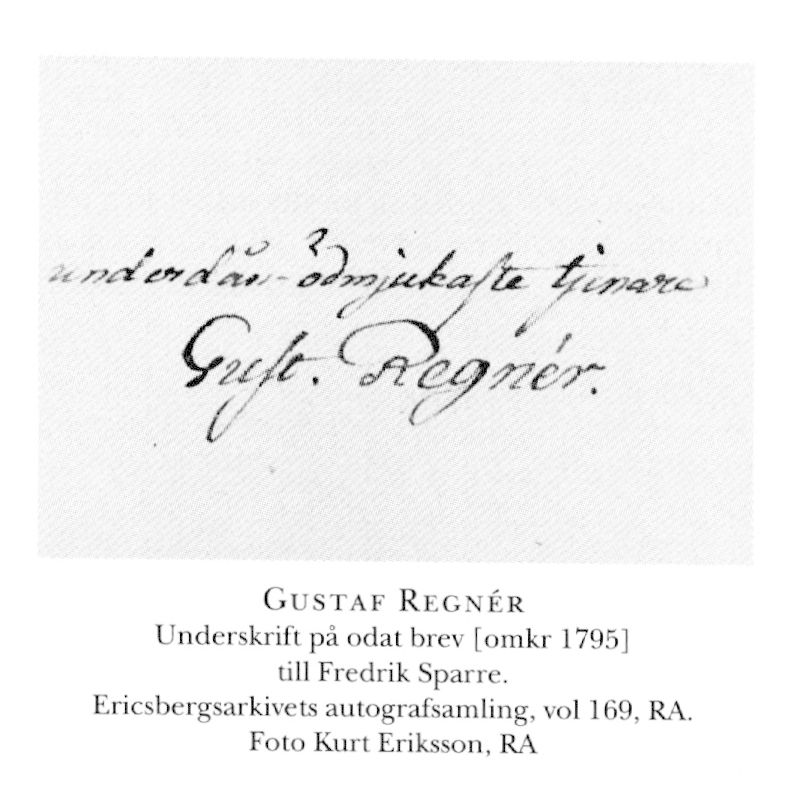 underdån-ödmjukaste tjenare
Gust. Regnér.
GUSTAF REGNÉR
Underskrift på odat brev [omkr 1795]
till Fredrik Sparre.
Ericsbergsarkivets autografsamling, vol 169, RA.
Foto Kurt Eriksson, RA